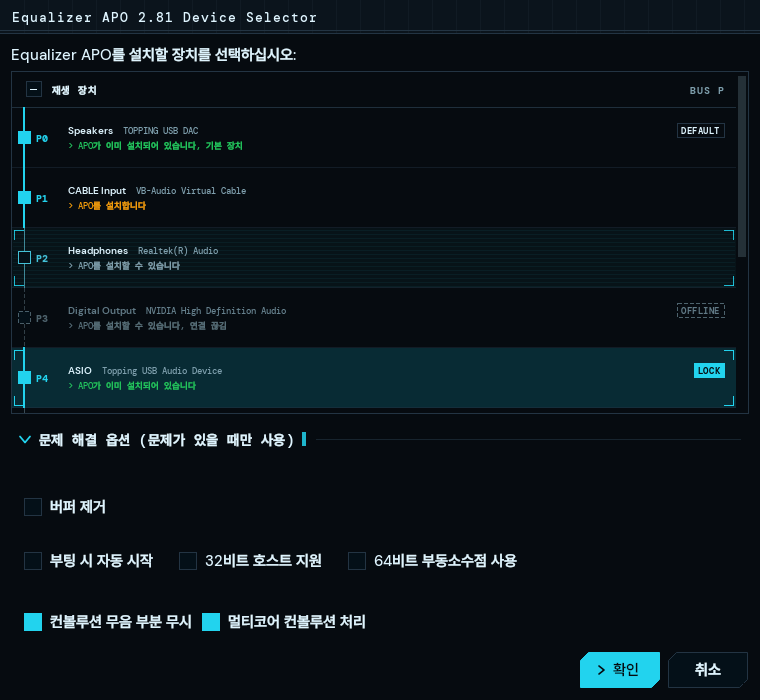 Equalizer APO 2.81 Device Selector
Equalizer APO를 설치할 장치를 선택하십시오:
재생 장치 BUS P
P0 Speakers TOPPING USB DAC DEFAULT
> APO가 이미 설치되어 있습니다, 기본 장치
P1 CABLE Input VB-Audio Virtual Cable
> APO를 설치합니다
P2 Headphones Realtek(R) Audio
> APO를 설치할 수 있습니다
P3 Digital Output NVIDIA High Definition Audio OFFLINE
> APO를 설치할 수 있습니다, 연결 끊김
P4 ASIO Topping USB Audio Device LOCK
> APO가 이미 설치되어 있습니다
문제 해결 옵션 (문제가 있을 때만 사용)
버퍼 제거
부팅 시 자동 시작 32비트 호스트 지원 64비트 부동소수점 사용
컨볼루션 무음 부분 무시 멀티코어 컨볼루션 처리
> 확인 취소